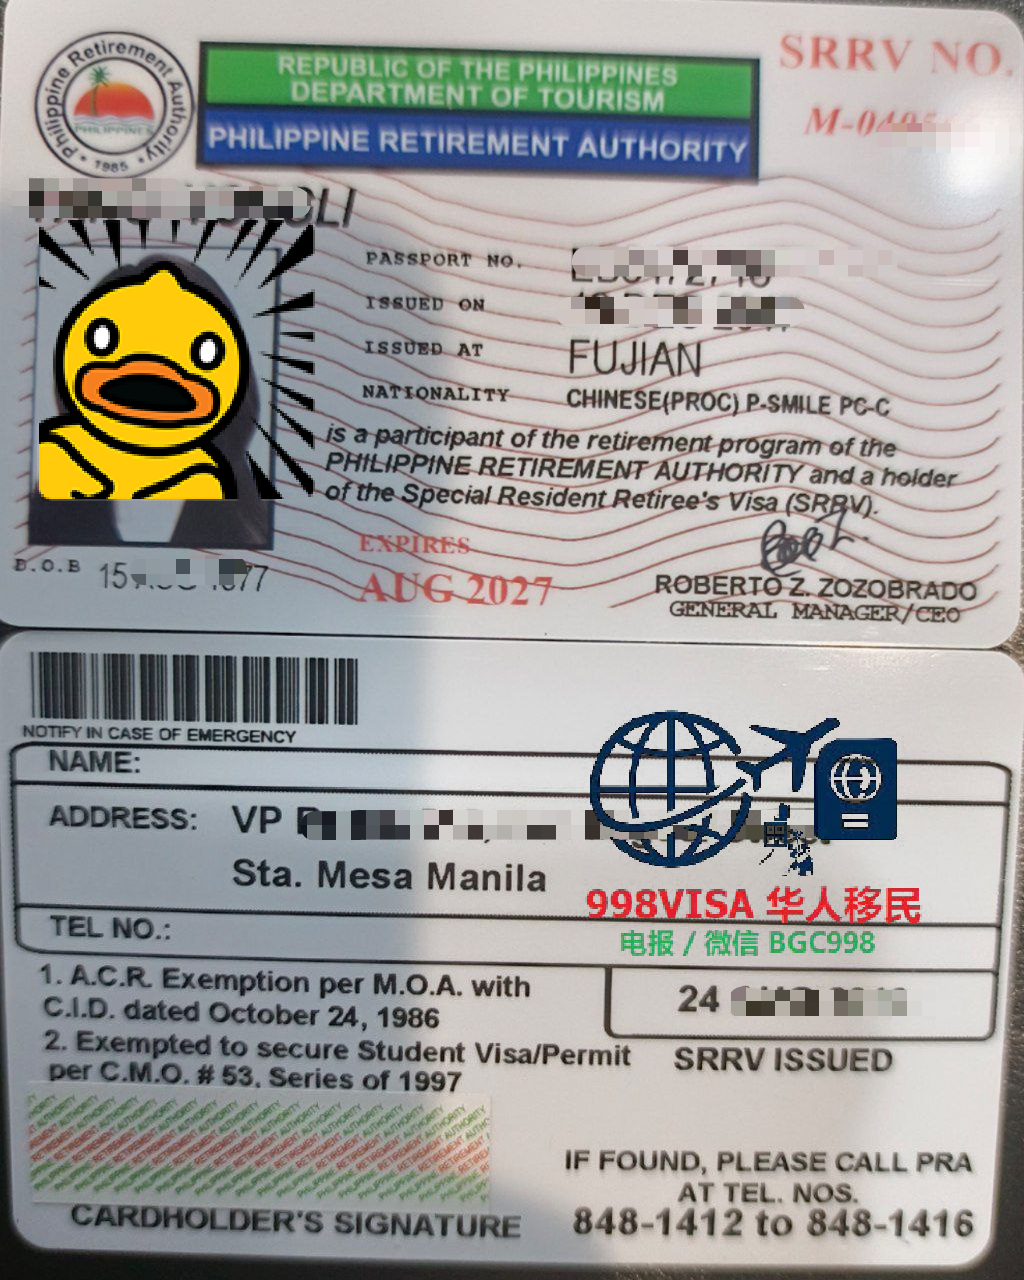 Philippine Retirement Authority
PHILIPPINES
1985
REPUBLIC OF THE PHILIPPINES
DEPARTMENT OF TOURISM
PHILIPPINE RETIREMENT AUTHORITY
SRRV NO.
PASSPORT NO.
ISSUED ON
ISSUED AT FUJIAN
NATIONALITY CHINESE(PROC) P-SMILE PC-C
is a participant of the retirement program of the
PHILIPPINE RETIREMENT AUTHORITY and a holder
of the Special Resident Retiree's Visa (SRRV).
EXPIRES
AUG 2027
D.O.B
ROBERTO Z. ZOZOBRADO
GENERAL MANAGER/CEO
NOTIFY IN CASE OF EMERGENCY
NAME:
ADDRESS: VP
Sta. Mesa Manila
998VISA 华人移民
电报 / 微信 BGC998
TEL NO.:
1. A.C.R. Exemption per M.O.A. with
C.I.D. dated October 24, 1986
2. Exempted to secure Student Visa/Permit
per C.M.O. # 53, Series of 1997
24
SRRV ISSUED
PHILIPPINE RETIREMENT AUTHORITY
CARDHOLDER'S SIGNATURE
IF FOUND, PLEASE CALL PRA
AT TEL. NOS.
848-1412 to 848-1416